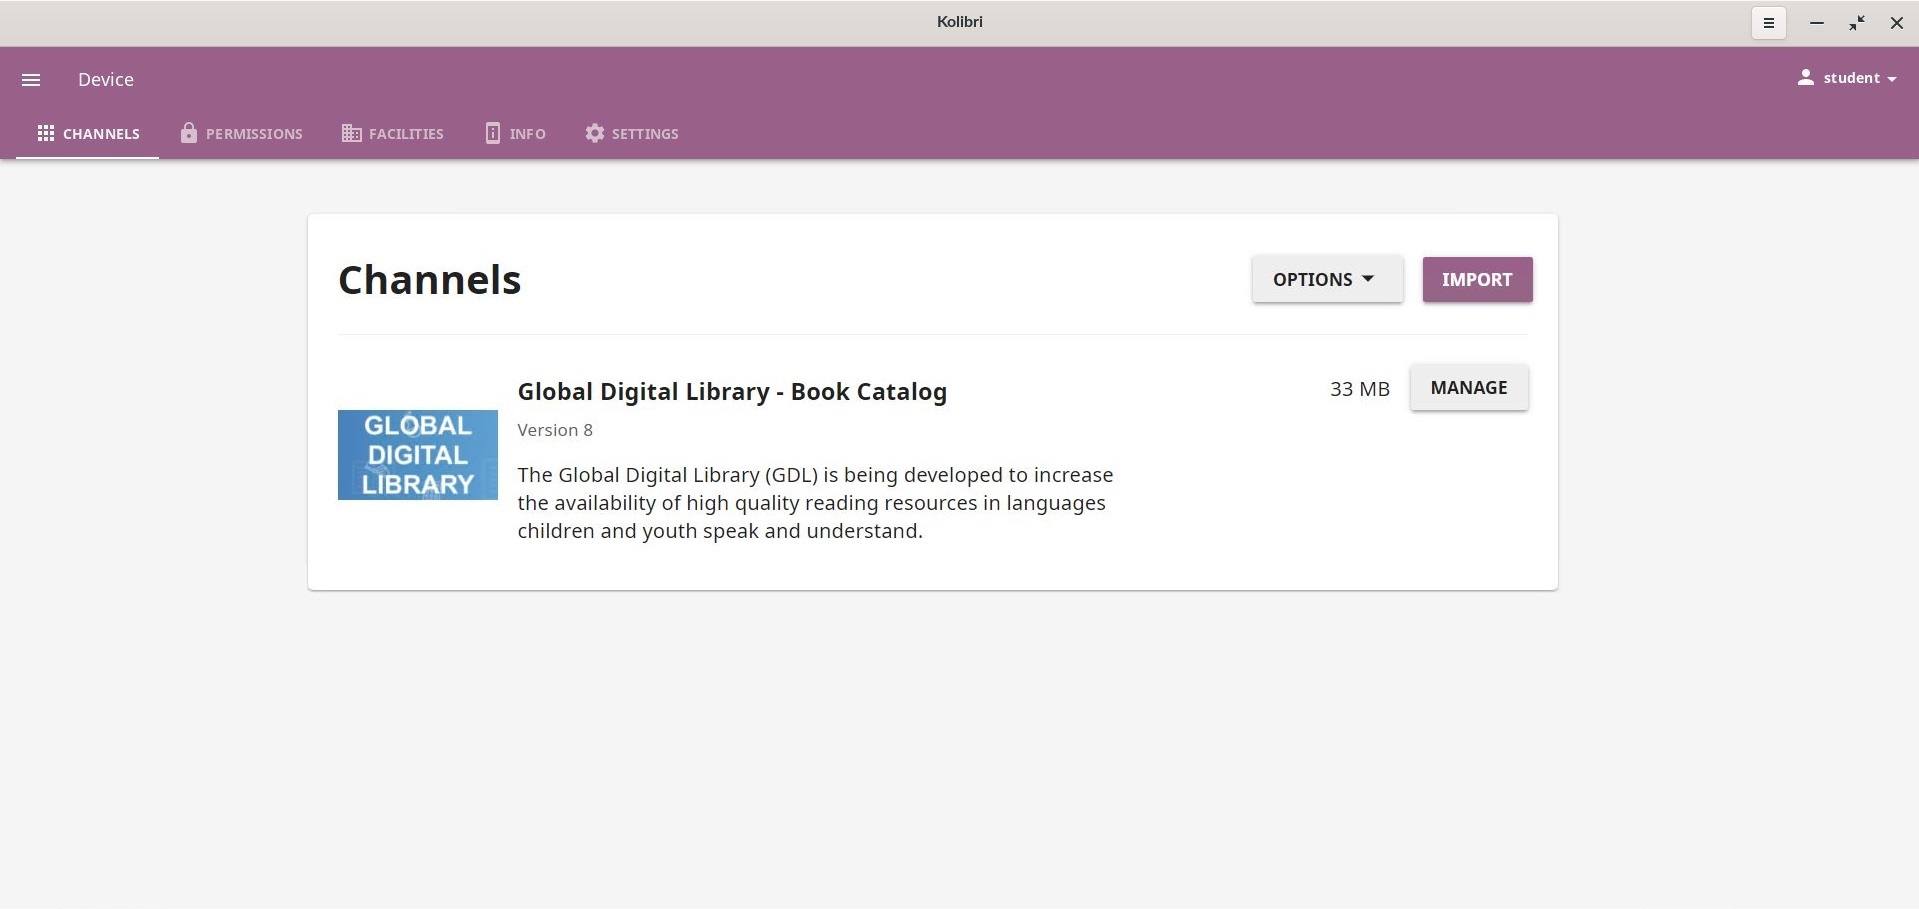 Kolibri
Device
student
CHANNELS PERMISSIONS FACILITIES INFO SETTINGS
Channels
OPTIONS IMPORT
Global Digital Library - Book Catalog
33 MB MANAGE
Version 8
GLOBAL
DIGITAL
LIBRARY
The Global Digital Library (GDL) is being developed to increase
the availability of high quality reading resources in languages
children and youth speak and understand.